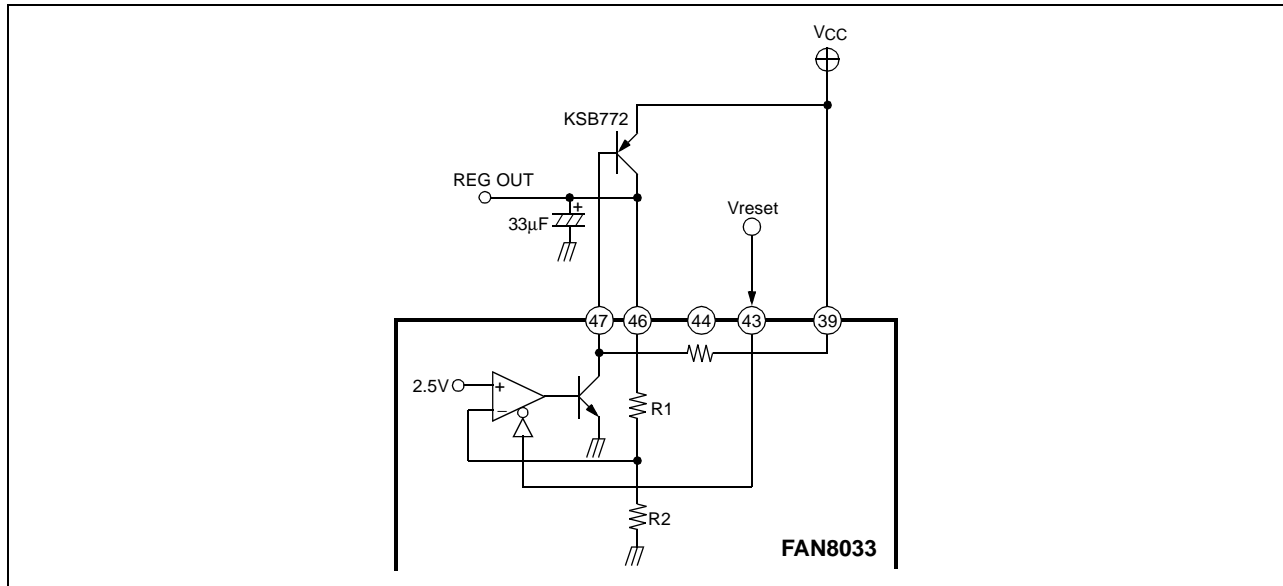 VCC
KSB772
REG OUT
+
33μF
Vreset
47 46 44 43 39
2.5V
+
−
R1
R2
FAN8033